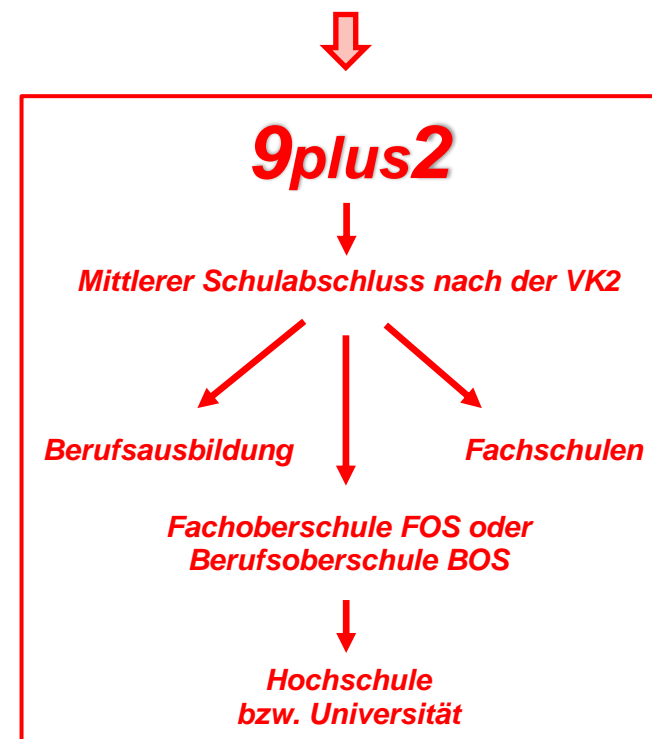 9plus2
Mittlerer Schulabschluss nach der VK2
Berufsausbildung
Fachschulen
Fachoberschule FOS oder
Berufsoberschule BOS
Hochschule
bzw. Universität